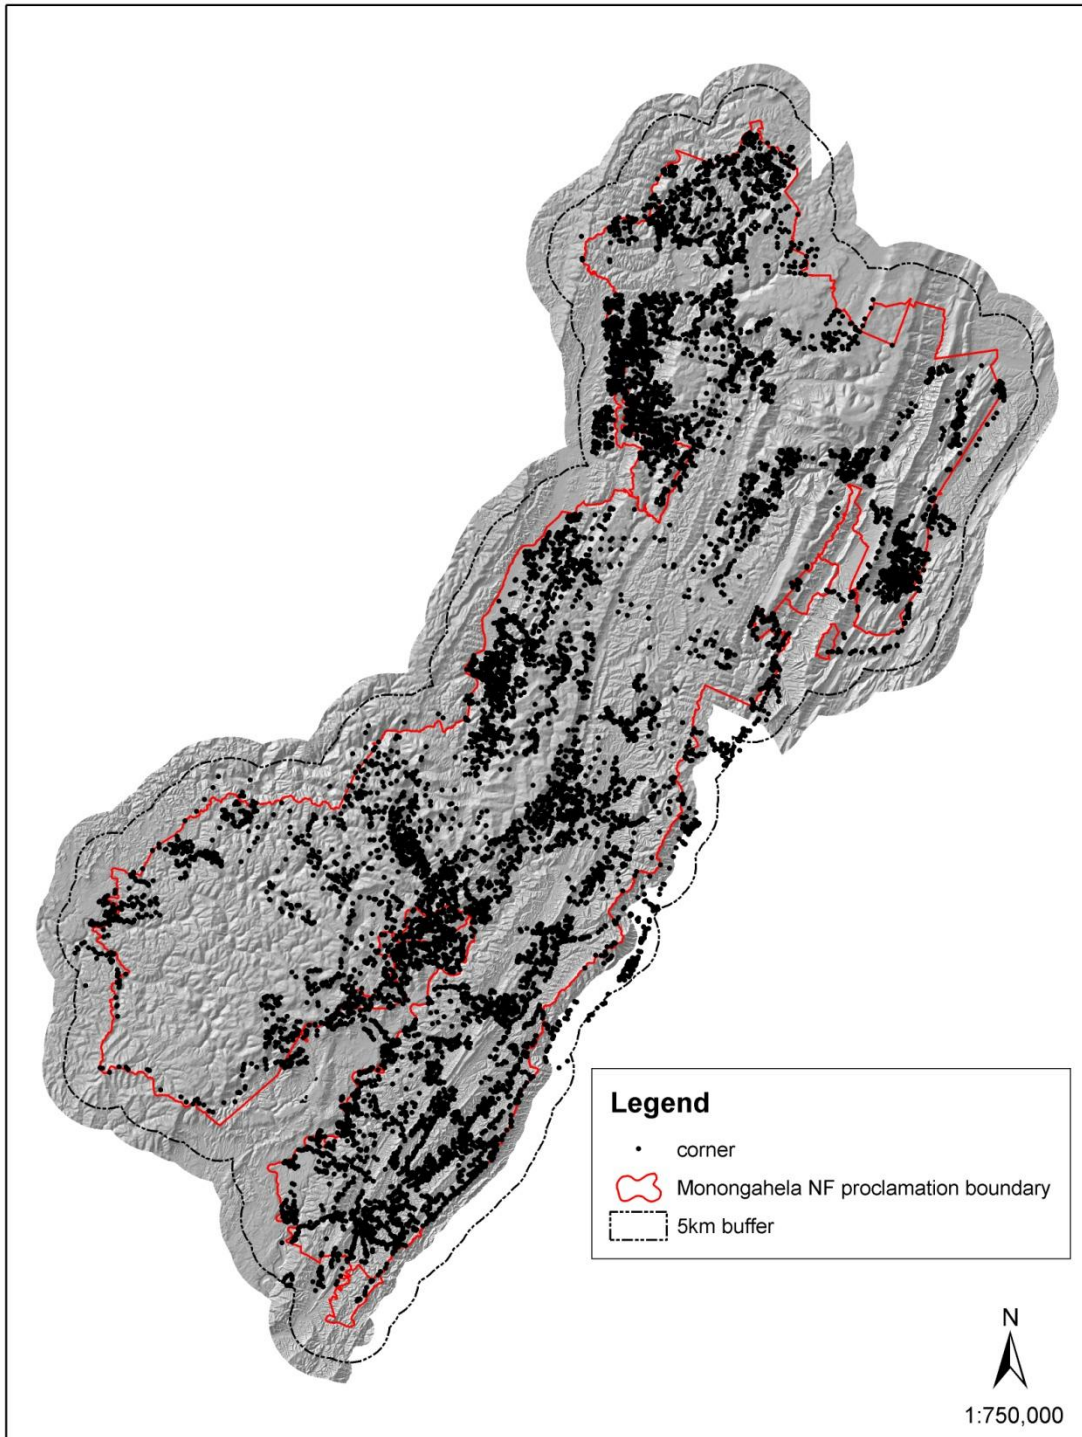 Legend
corner
Monongahela NF proclamation boundary
5km buffer
N
1:750,000